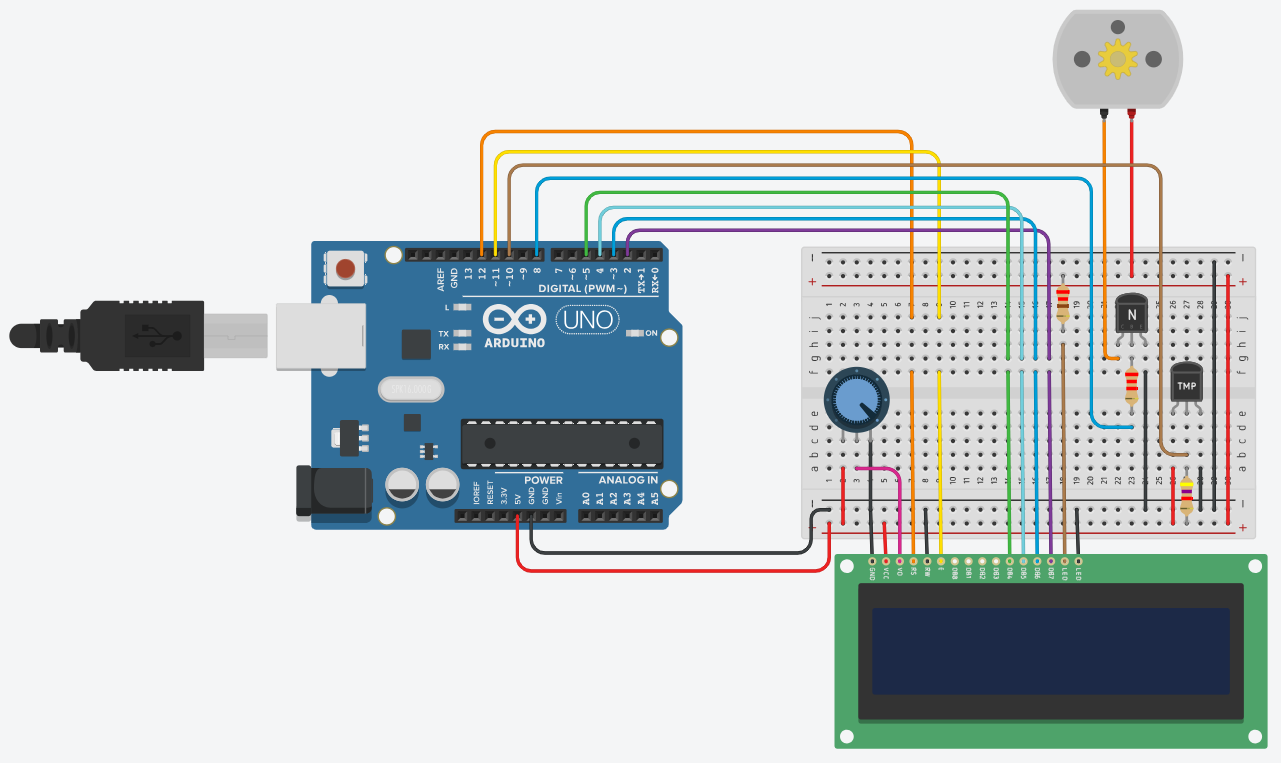 AREF
GND
13
12
~11
~10
~9
8
7
~6
~5
4
~3
2
TX→1
RX←0
DIGITAL (PWM~)
L
TX
RX
ARDUINO
UNO
ON
POWER
ANALOG IN
IOREF
RESET
3.3V
5V
GND
GND
Vin
A0
A1
A2
A3
A4
A5
N
TMP
GND
VCC
VO
RS
RW
E
DB0
DB1
DB2
DB3
DB4
DB5
DB6
DB7
LED
LED